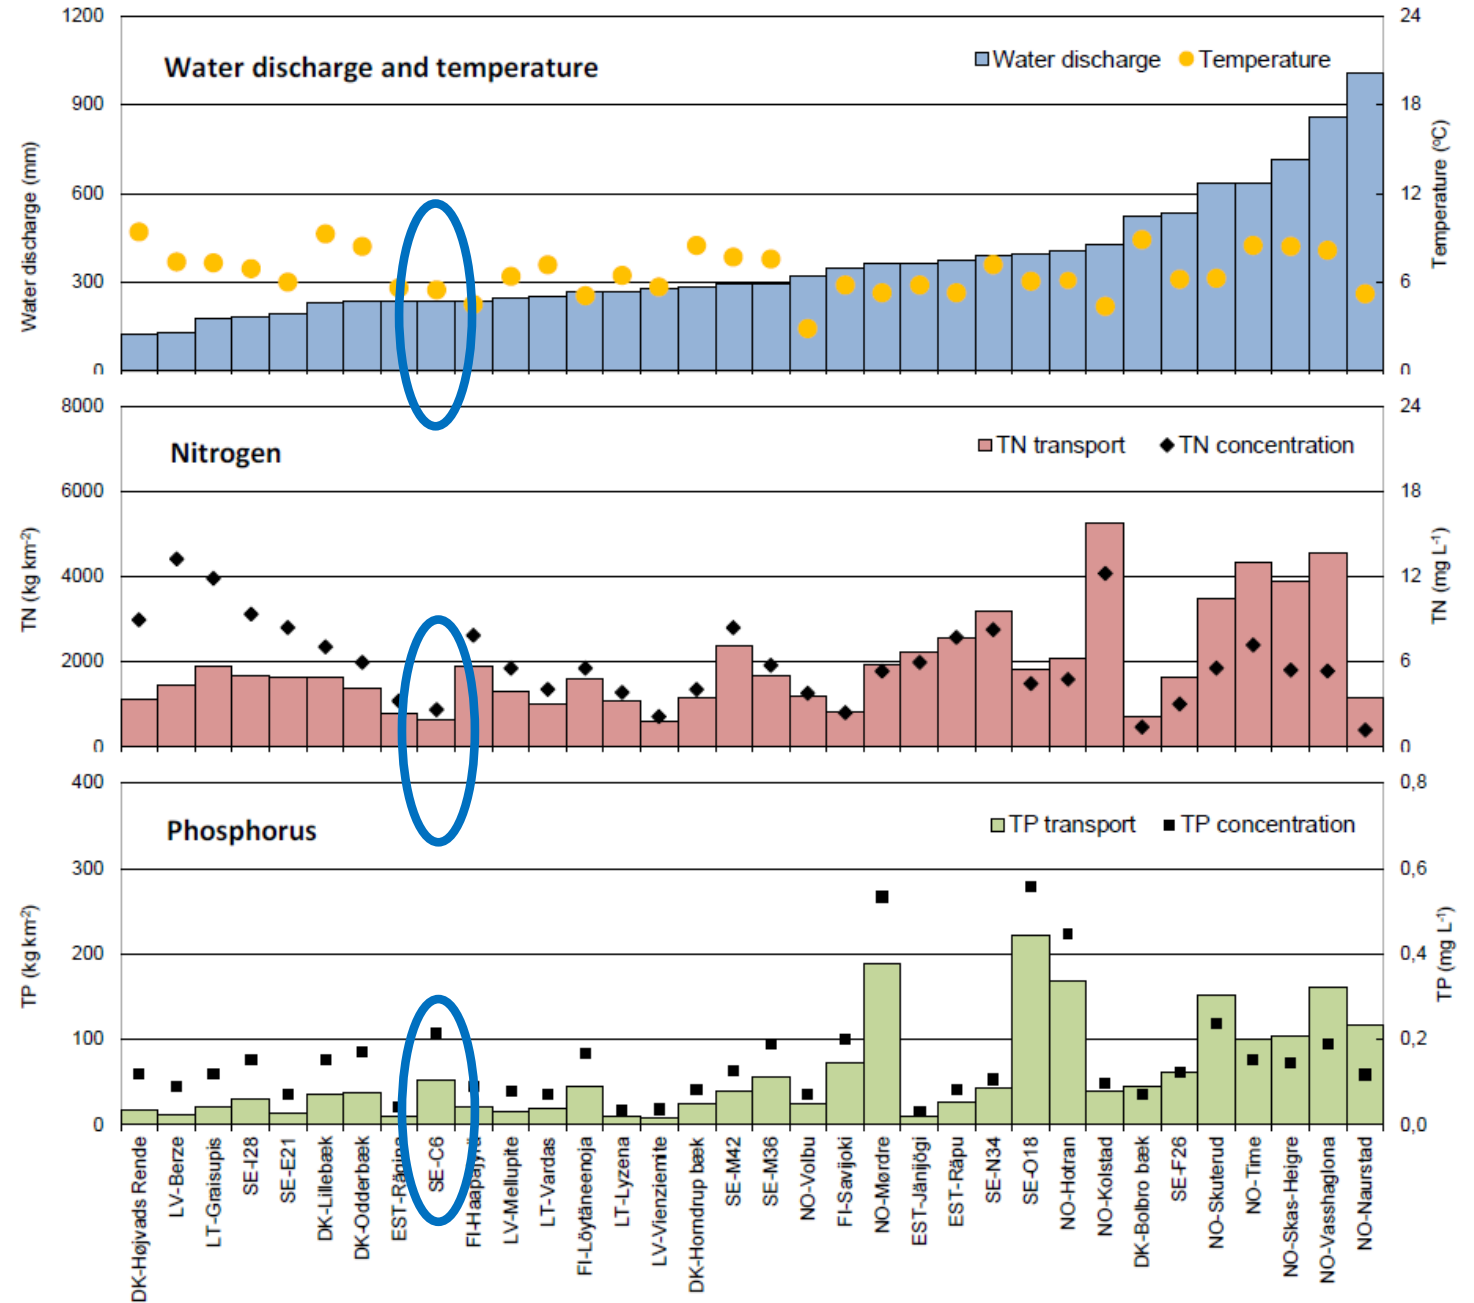 1200
24
Water discharge and temperature
Water discharge
Temperature
900
18
600
12
300
6
0
0
Water discharge (mm)
Temperature (ºC)
8000
24
Nitrogen
TN transport
TN concentration
6000
18
4000
12
2000
6
0
0
TN (kg km-2)
TN (mg L-1)
400
0,8
Phosphorus
TP transport
TP concentration
300
0,6
200
0,4
100
0,2
0
0,0
TP (kg km-2)
TP (mg L-1)
DK-Højvads Rende
LV-Berze
LT-Graisupis
SE-I28
SE-E21
DK-Lillebæk
DK-Odderbæk
EST-Rägina
SE-C6
FI-Haapajyrä
LV-Mellupite
LT-Vardas
FI-Löytäneenoja
LT-Lyzena
LV-Vienziemite
DK-Horndrup bæk
SE-M42
SE-M36
NO-Volbu
FI-Savijoki
NO-Mørdre
EST-Jänijögi
EST-Räpu
SE-N34
SE-O18
NO-Hotran
NO-Kolstad
DK-Bolbro bæk
SE-F26
NO-Skuterud
NO-Time
NO-Skas-Heigre
NO-Vasshaglona
NO-Naurstad